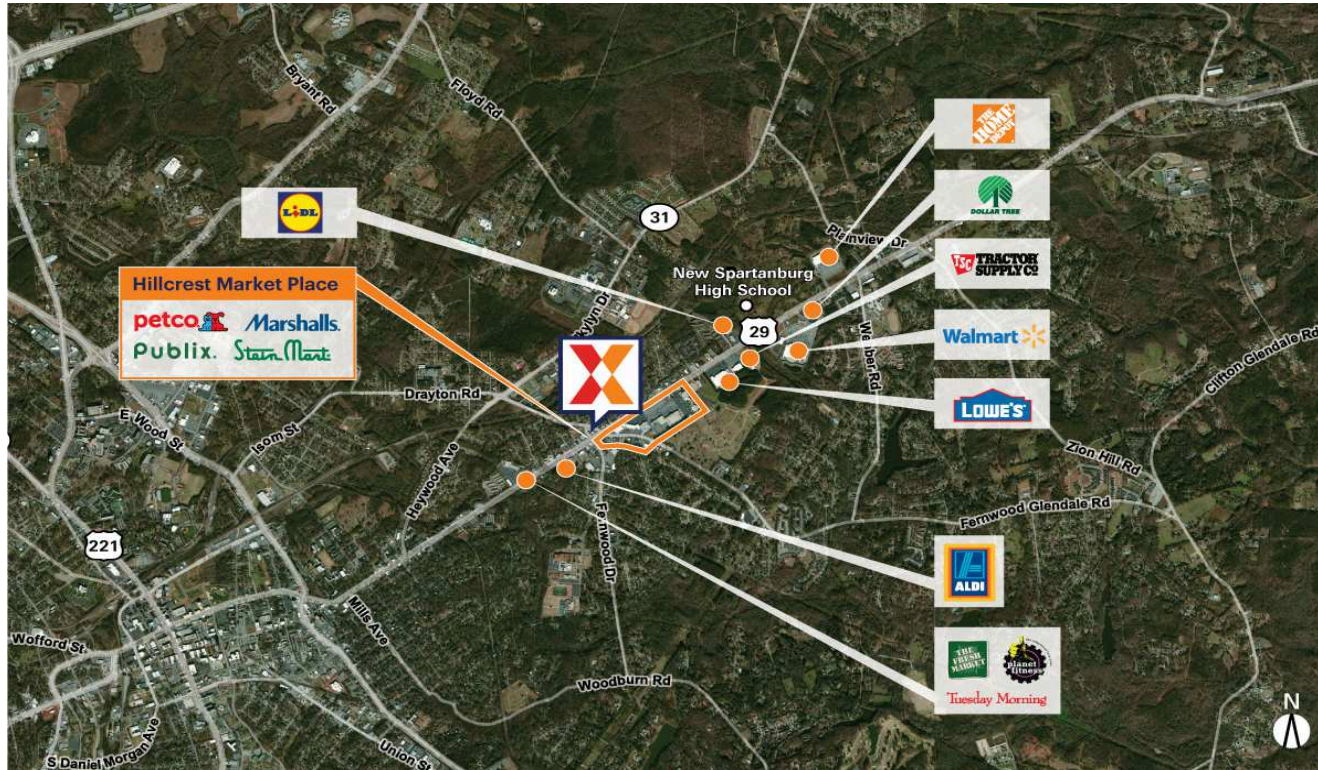 Bryant Rd
Floyd Rd
THE
HOME
DEPOT
LIDL
31
DOLLAR TREE
Plainview Dr
TSC TRACTOR
SUPPLY CO
New Spartanburg
High School
Hillcrest Market Place
petco Marshalls.
Publix. Stein Mart.
29
Walmart
Webber Rd
Clifton Glendale Rd
Drayton Rd
LOWE'S
E Wood St
Isom St
Heywood Ave
Zion Hill Rd
Fernwood Glendale Rd
Fernwood Dr
221
ALDI
Mills Ave
Wofford St
THE
FRESH
MARKET
planet
fitness
Tuesday Morning
Woodburn Rd
N
S Daniel Morgan Ave
Union St